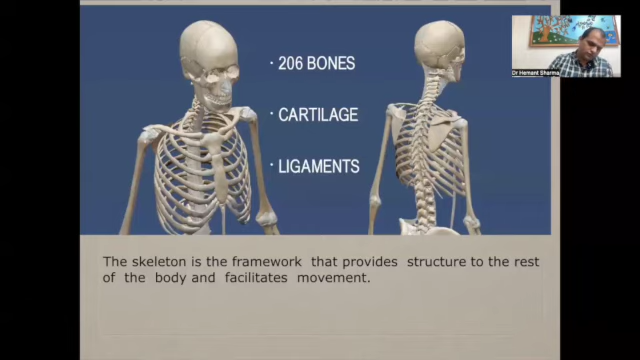 · 206 BONES
· CARTILAGE
· LIGAMENTS
Dr Hemant Sharma
The skeleton is the framework that provides structure to the rest
of the body and facilitates movement.